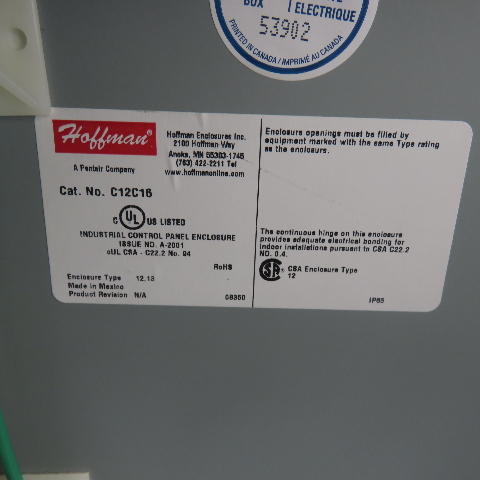 BOX
ELECTRIQUE
53902
PRINTED IN CANADA / IMPRIMÉ AU CANADA
Hoffman®
A Pentair Company
Hoffman Enclosures Inc.
2100 Hoffman Way
Anoka, MN 55303-1745
(763) 422-2211 Tel
www.hoffmanonline.com
Cat. No. C12C16
C UL US LISTED
INDUSTRIAL CONTROL PANEL ENCLOSURE
ISSUE NO. A-2001
cUL CSA - C22.2 No. 94
RoHS
Enclosure Type 12,13
Made in Mexico
Product Revision N/A
08350
Enclosure openings must be filled by
equipment marked with the same Type rating
as the enclosure.
The continuous hinge on this enclosure
provides adequate electrical bonding for
indoor installations pursuant to CSA C22.2
NO. 0.4.
CSA Enclosure Type
12
IP65